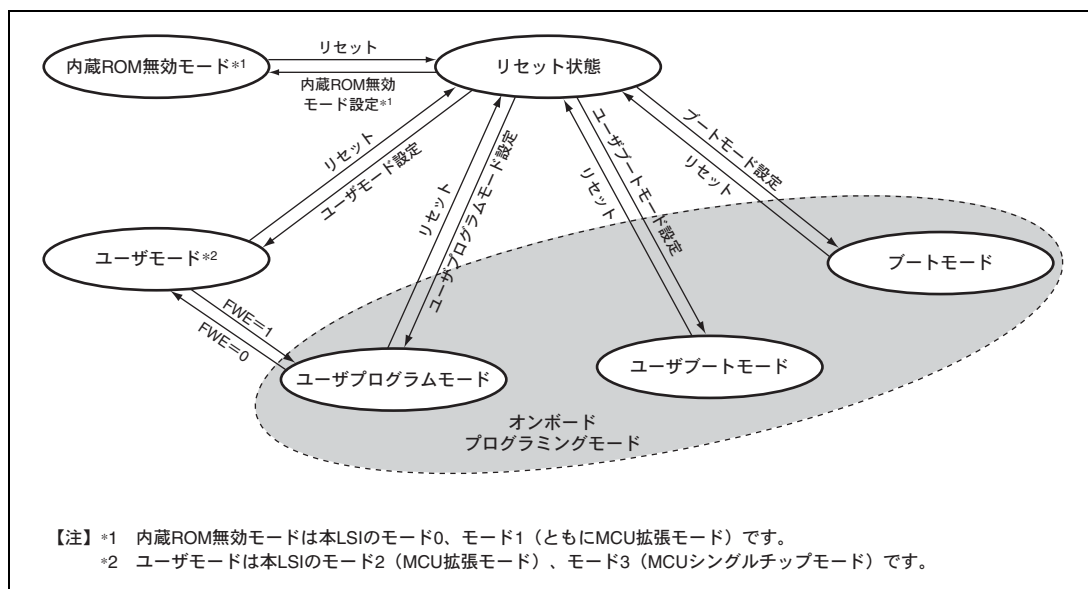 リセット
内蔵ROM無効モード*1
リセット状態
内蔵ROM無効
モード設定*1
リセット
ユーザモード設定
リセット
ユーザプログラムモード設定
ユーザブートモード設定
リセット
ブートモード設定
リセット
ユーザモード*2
ブートモード
FWE=1
FWE=0
ユーザプログラムモード
ユーザブートモード
オンボード
プログラミングモード
【注】*1 内蔵ROM無効モードは本LSIのモード0、モード1（ともにMCU拡張モード）です。
*2 ユーザモードは本LSIのモード2（MCU拡張モード）、モード3（MCUシングルチップモード）です。